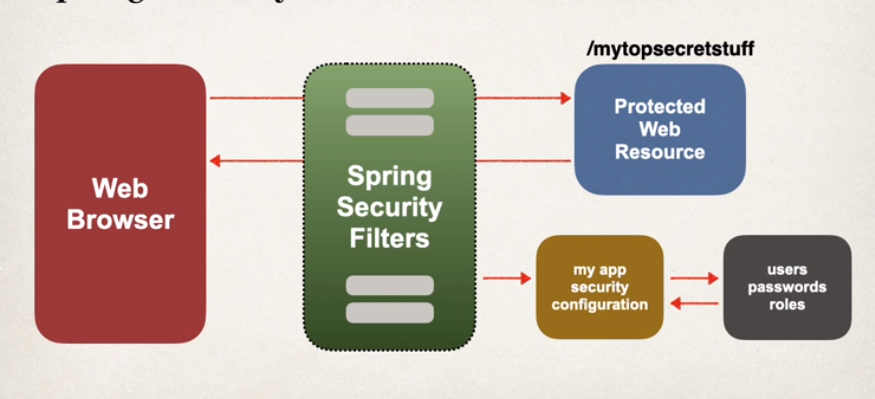 /mytopsecretstuff
Protected
Web
Resource
Web
Browser
Spring
Security
Filters
my app
security
configuration
users
passwords
roles